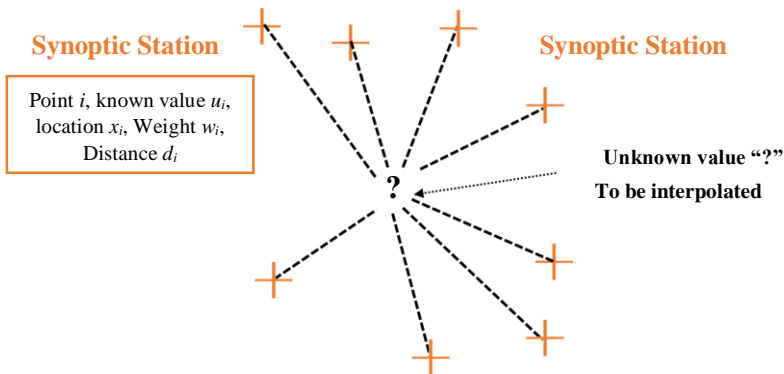 Synoptic Station
Synoptic Station
Point i, known value uᵢ,
location xᵢ, Weight wᵢ,
Distance dᵢ
?
Unknown value “?”
To be interpolated